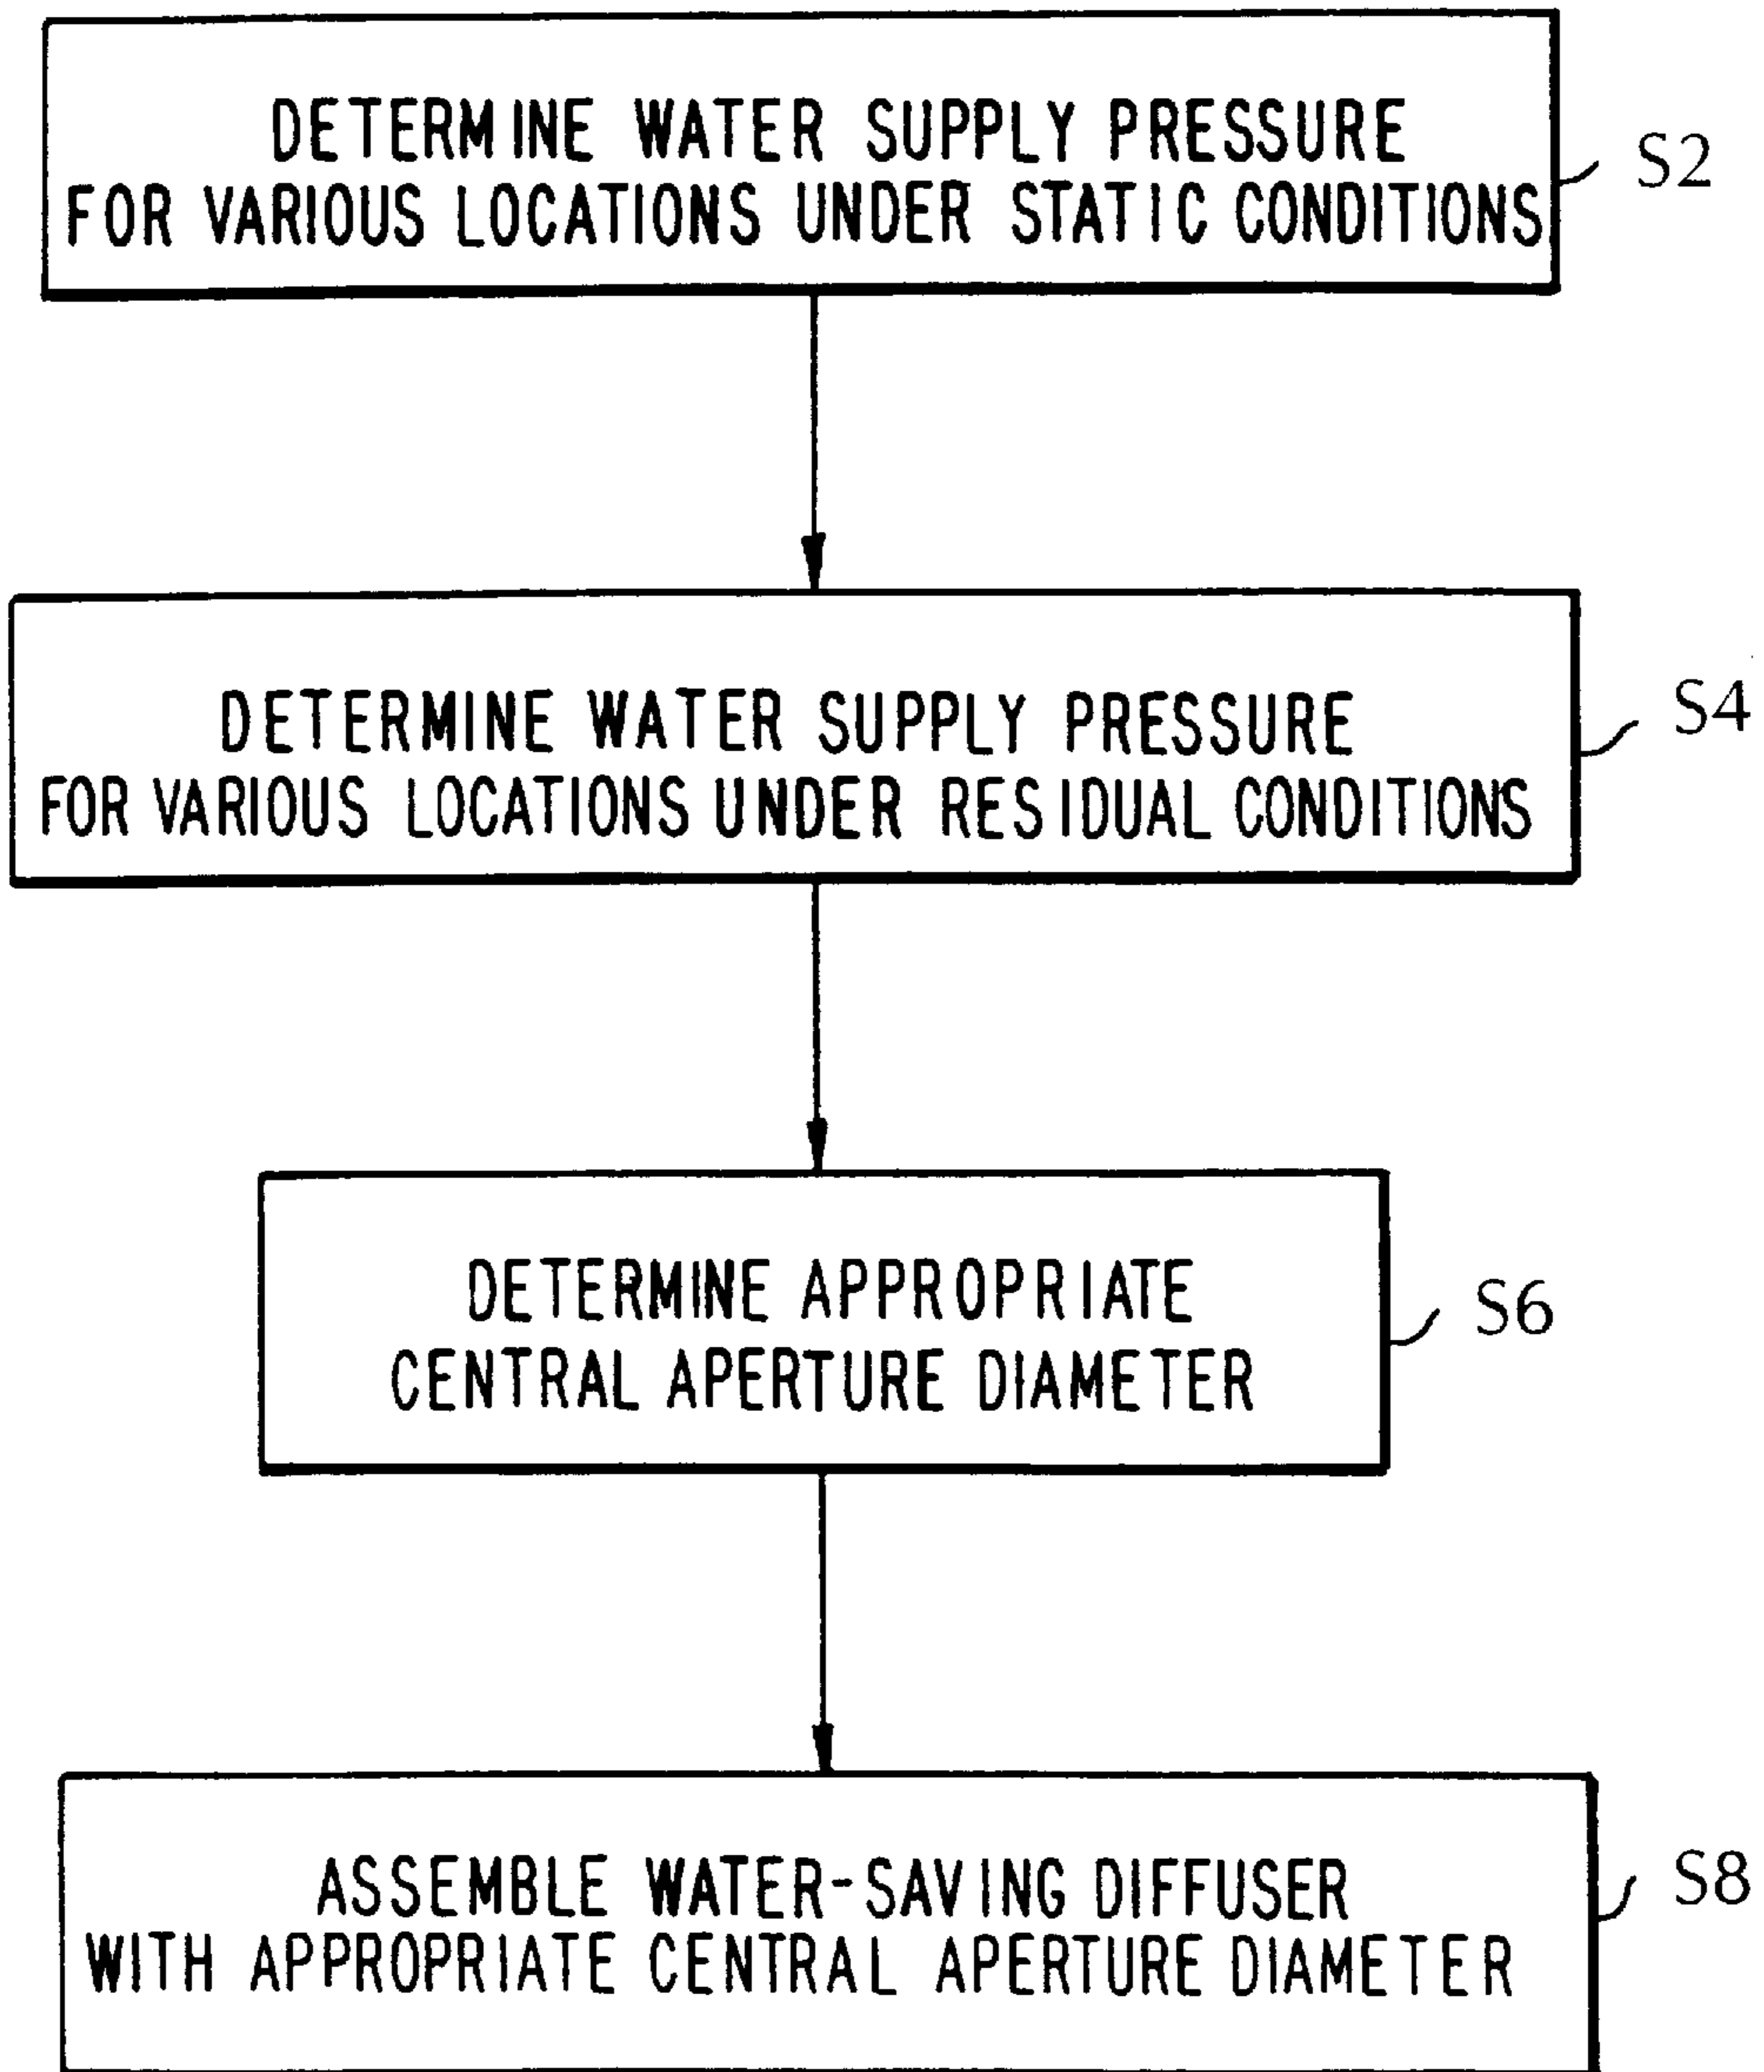 DETERMINE WATER SUPPLY PRESSURE
FOR VARIOUS LOCATIONS UNDER STATIC CONDITIONS
S2
DETERMINE WATER SUPPLY PRESSURE
FOR VARIOUS LOCATIONS UNDER RESIDUAL CONDITIONS
S4
DETERMINE APPROPRIATE
CENTRAL APERTURE DIAMETER
S6
ASSEMBLE WATER-SAVING DIFFUSER
WITH APPROPRIATE CENTRAL APERTURE DIAMETER
S8